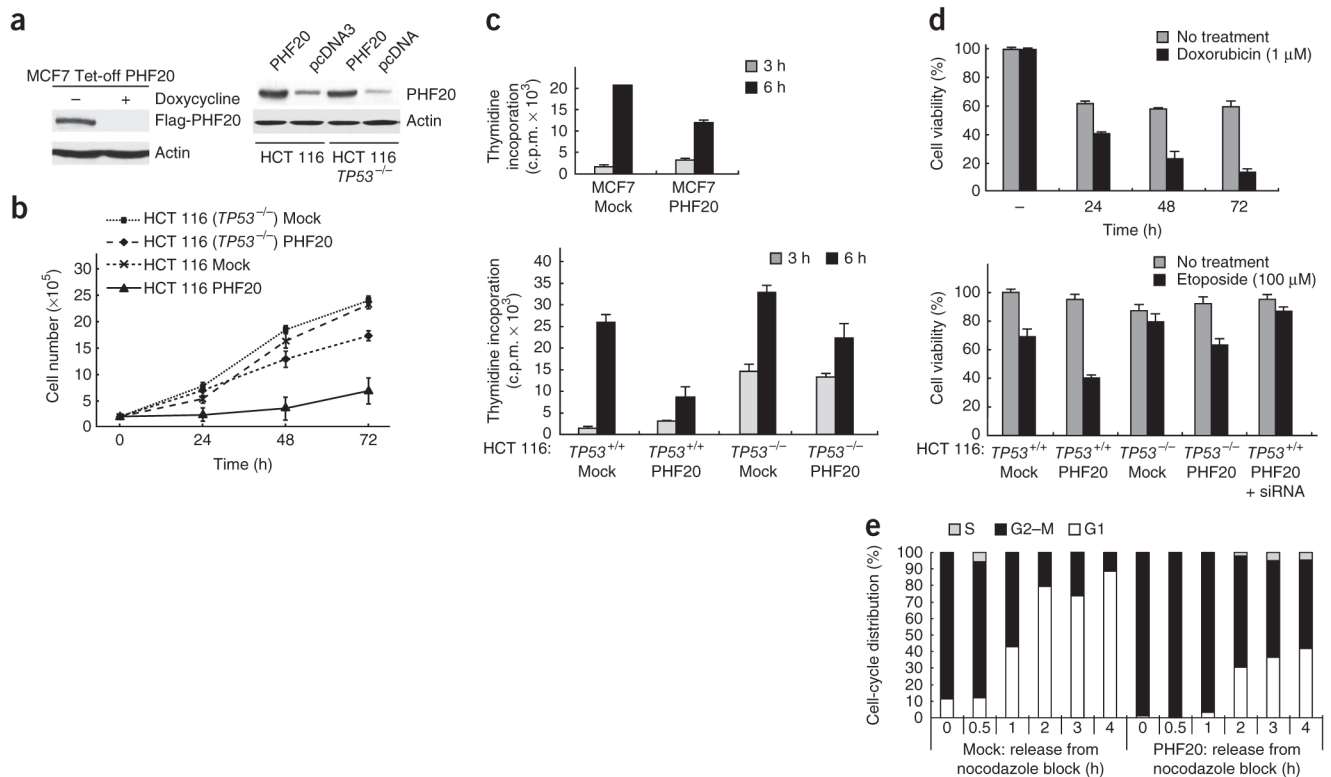 a
MCF7 Tet-off PHF20
– + Doxycycline
Flag-PHF20
Actin
PHF20 pcDNA3 PHF20 pcDNA
PHF20
Actin
HCT 116 HCT 116
TP53–/–
b
HCT 116 (TP53–/–) Mock
HCT 116 (TP53–/–) PHF20
HCT 116 Mock
HCT 116 PHF20
Cell number (×10⁵)
30
25
20
15
10
5
0
0 24 48 72
Time (h)
c
3 h
6 h
Thymidine
incoporation
(c.p.m. × 10³)
20
15
10
5
0
MCF7 MCF7
Mock PHF20
3 h 6 h
Thymidine incoporation
(c.p.m. × 10³)
40
35
30
25
20
15
10
5
0
HCT 116: TP53+/+ TP53+/+ TP53–/– TP53–/–
Mock PHF20 Mock PHF20
d
No treatment
Doxorubicin (1 μM)
Cell viability (%)
100
80
60
40
20
0
– 24 48 72
Time (h)
No treatment
Etoposide (100 μM)
Cell viability (%)
100
80
60
40
20
0
HCT 116: TP53+/+ TP53+/+ TP53–/– TP53–/– TP53+/+
Mock PHF20 Mock PHF20 PHF20
+ siRNA
e
S G2–M G1
Cell-cycle distribution (%)
100
90
80
70
60
50
40
30
20
10
0
0 0.5 1 2 3 4 0 0.5 1 2 3 4
Mock: release from PHF20: release from
nocodazole block (h) nocodazole block (h)